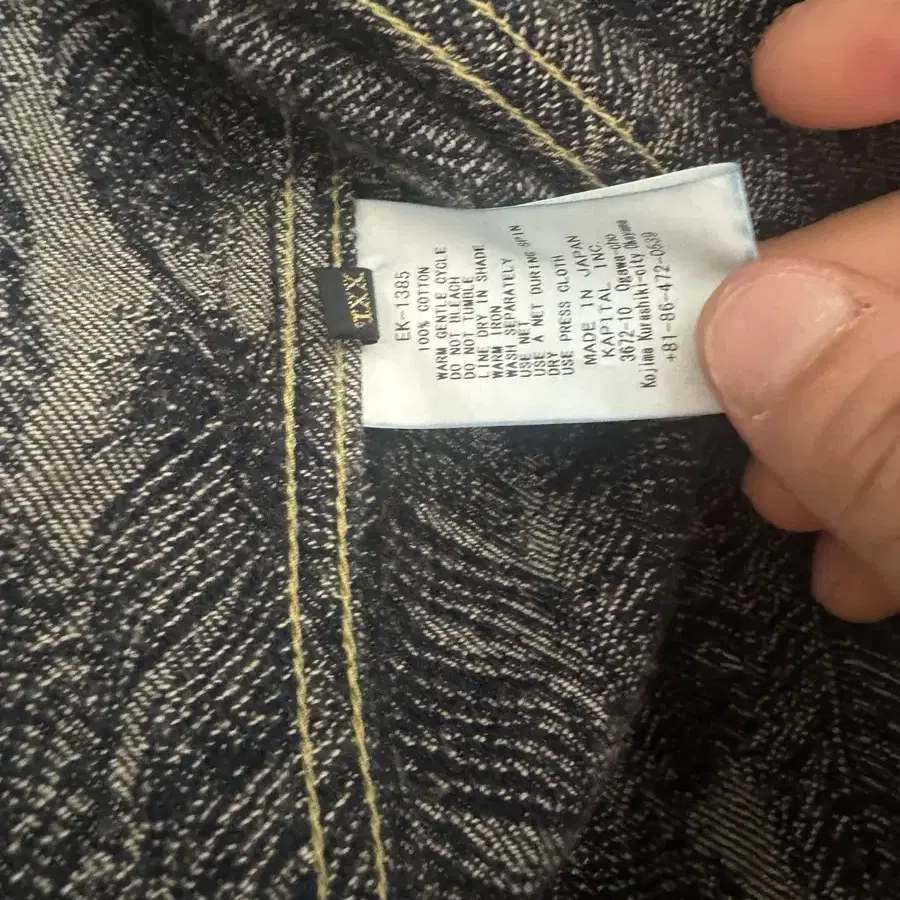 XXL
EK-1385
100% COTTON
WARM GENTLE CYCLE
DO NOT BLEACH
DO NOT TUMBLE
LINE DRY IN SHADE
WARM IRON
WASH SEPARATELY
USE NET
USE A NET DURING SPIN
DRY
USE PRESS CLOTH
MADE IN JAPAN
KAPITAL INC.
3672-10 Ogawa-cho
Kojima Kurashiki-city Okayama
+81-86-472-0639